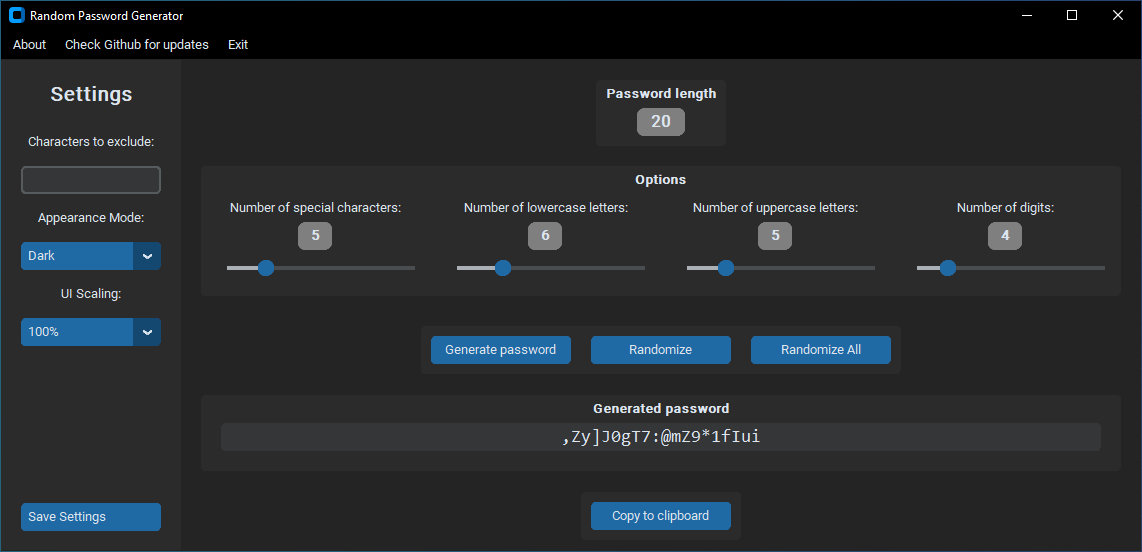 Random Password Generator
About Check Github for updates Exit
Settings
Characters to exclude:
Appearance Mode:
Dark
UI Scaling:
100%
Save Settings
Password length
20
Options
Number of special characters: Number of lowercase letters: Number of uppercase letters: Number of digits:
5 6 5 4
Generate password Randomize Randomize All
Generated password
,Zy]J0gT7:@mZ9*1fIui
Copy to clipboard